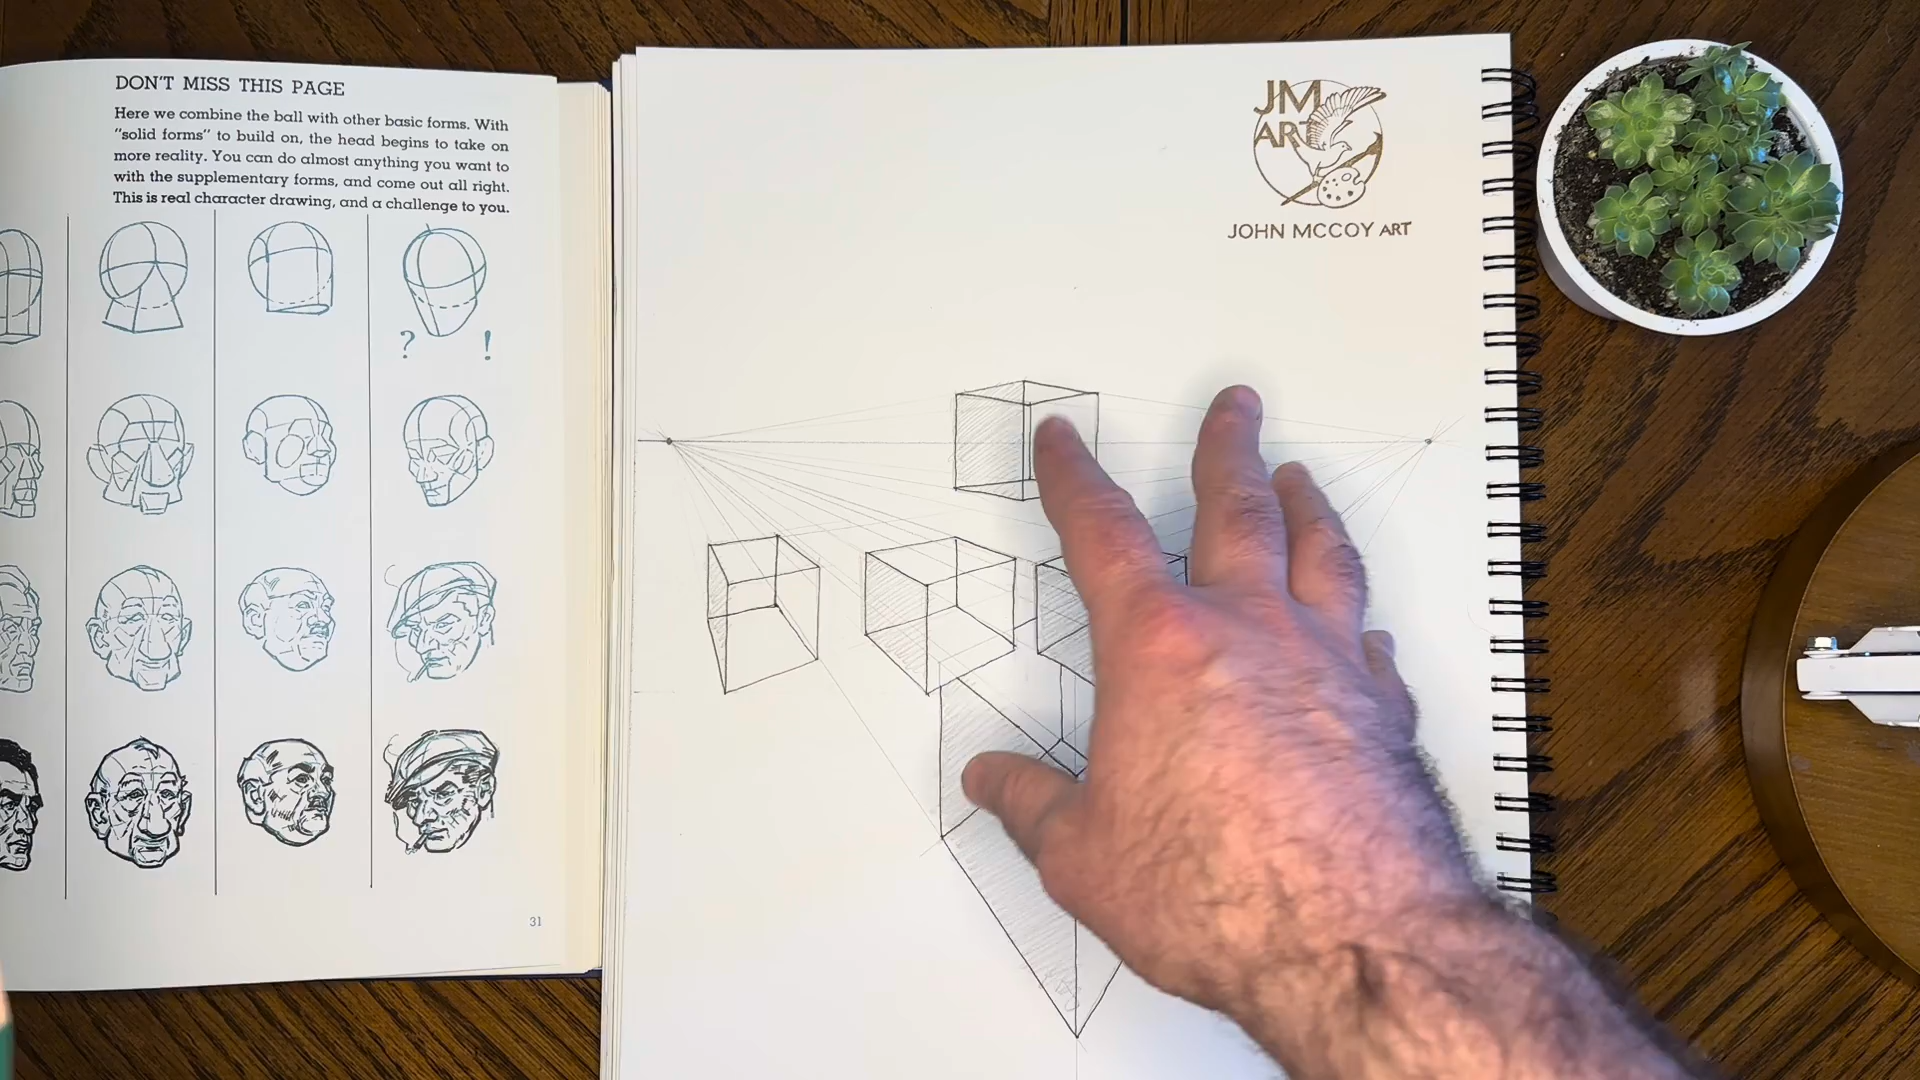 DON'T MISS THIS PAGE
Here we combine the ball with other basic forms. With
"solid forms" to build on, the head begins to take on
more reality. You can do almost anything you want to
with the supplementary forms, and come out all right.
This is real character drawing, and a challenge to you.
? !
31
JM
ART
JOHN MCCOY ART